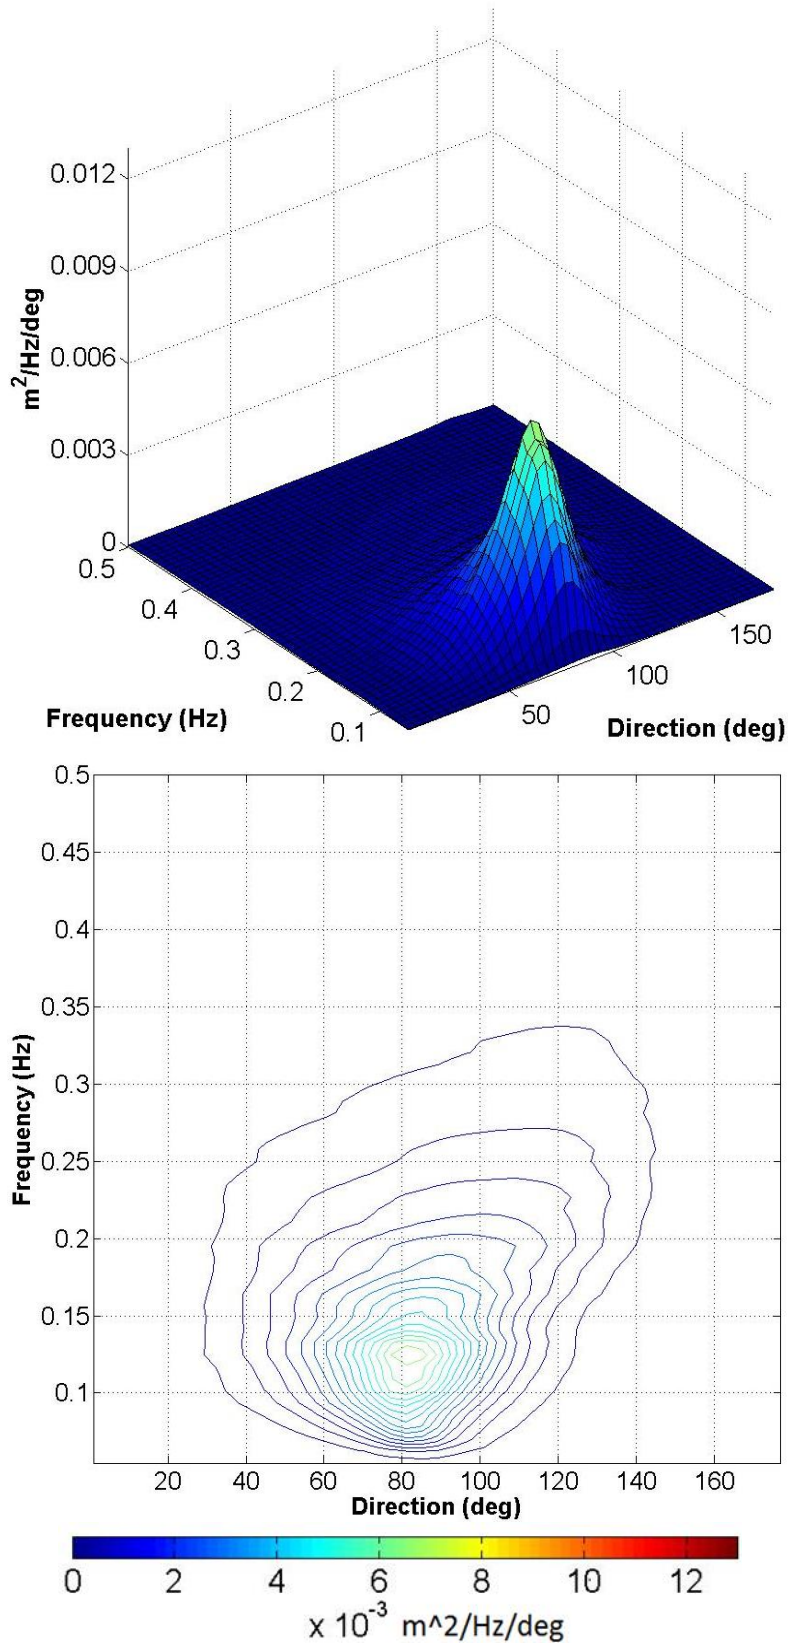 0.012
0.009
0.006
0.003
0
m^2/Hz/deg
0.5
0.4
0.3
0.2
0.1
Frequency (Hz)
50
100
150
Direction (deg)
0.5
0.45
0.4
0.35
0.3
0.25
0.2
0.15
0.1
Frequency (Hz)
20 40 60 80 100 120 140 160
Direction (deg)
0 2 4 6 8 10 12
x 10^-3 m^2/Hz/deg